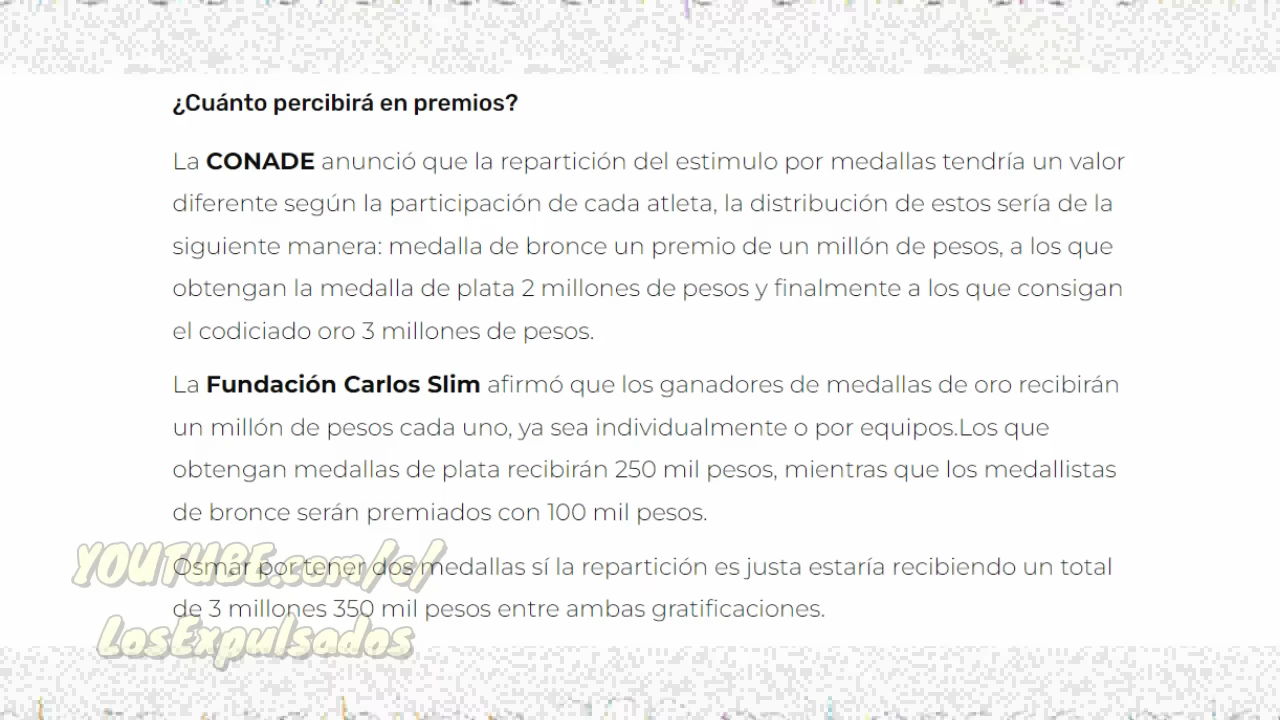 ¿Cuánto percibirá en premios?
La CONADE anunció que la repartición del estimulo por medallas tendría un valor
diferente según la participación de cada atleta, la distribución de estos sería de la
siguiente manera: medalla de bronce un premio de un millón de pesos, a los que
obtengan la medalla de plata 2 millones de pesos y finalmente a los que consigan
el codiciado oro 3 millones de pesos.
La Fundación Carlos Slim afirmó que los ganadores de medallas de oro recibirán
un millón de pesos cada uno, ya sea individualmente o por equipos.Los que
obtengan medallas de plata recibirán 250 mil pesos, mientras que los medallistas
de bronce serán premiados con 100 mil pesos.
Osmar por tener dos medallas sí la repartición es justa estaría recibiendo un total
de 3 millones 350 mil pesos entre ambas gratificaciones.
YOUTUBE.com/c/
LosExpulsados